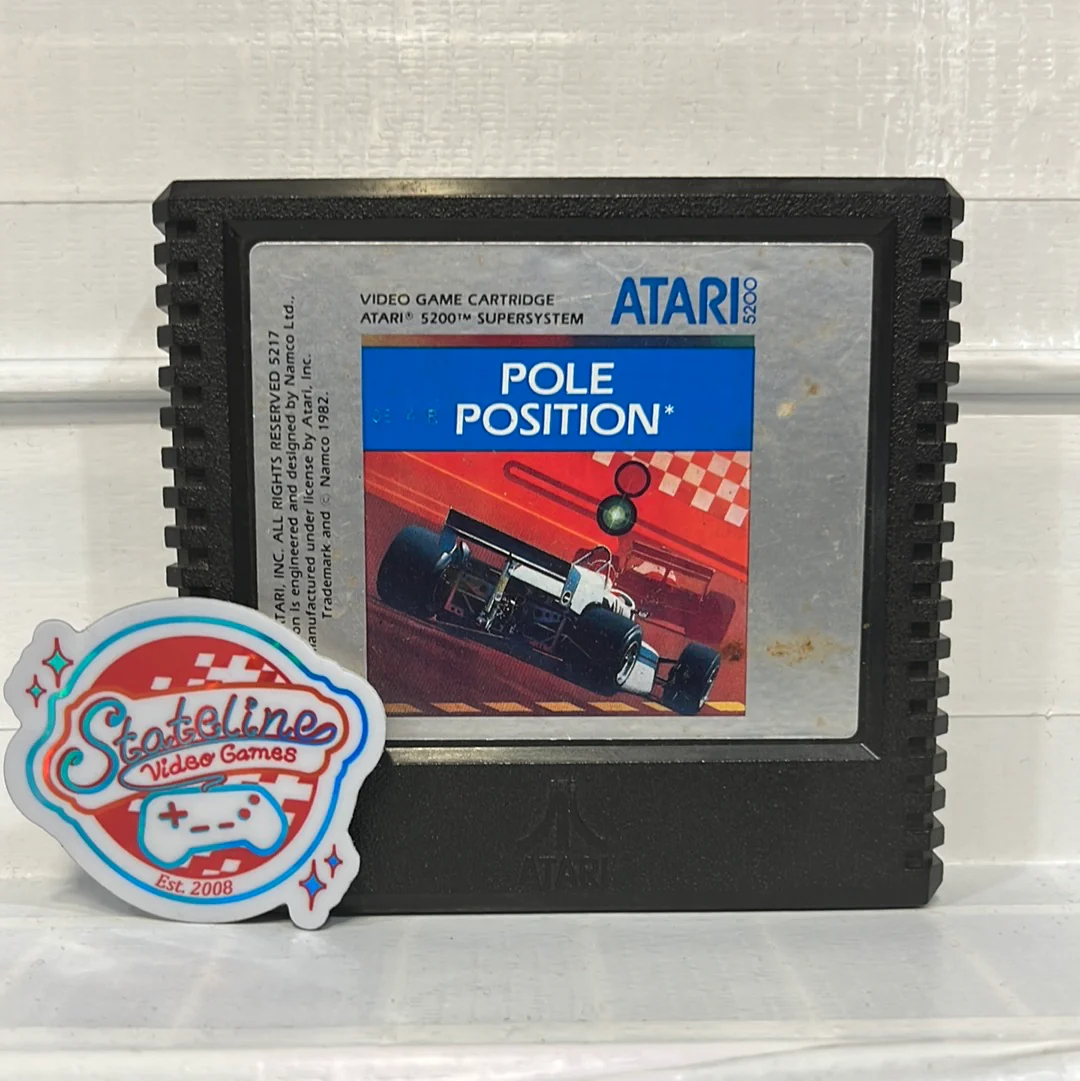 VIDEO GAME CARTRIDGE
ATARI® 5200™ SUPERSYSTEM
ATARI 5200
POLE
POSITION*
ATARI, INC. ALL RIGHTS RESERVED 5217
on is engineered and designed by Namco Ltd.,
manufactured under license by Atari, Inc.
Trademark and © Namco 1982.
Stateline
Video Games
Est. 2008
ATARI